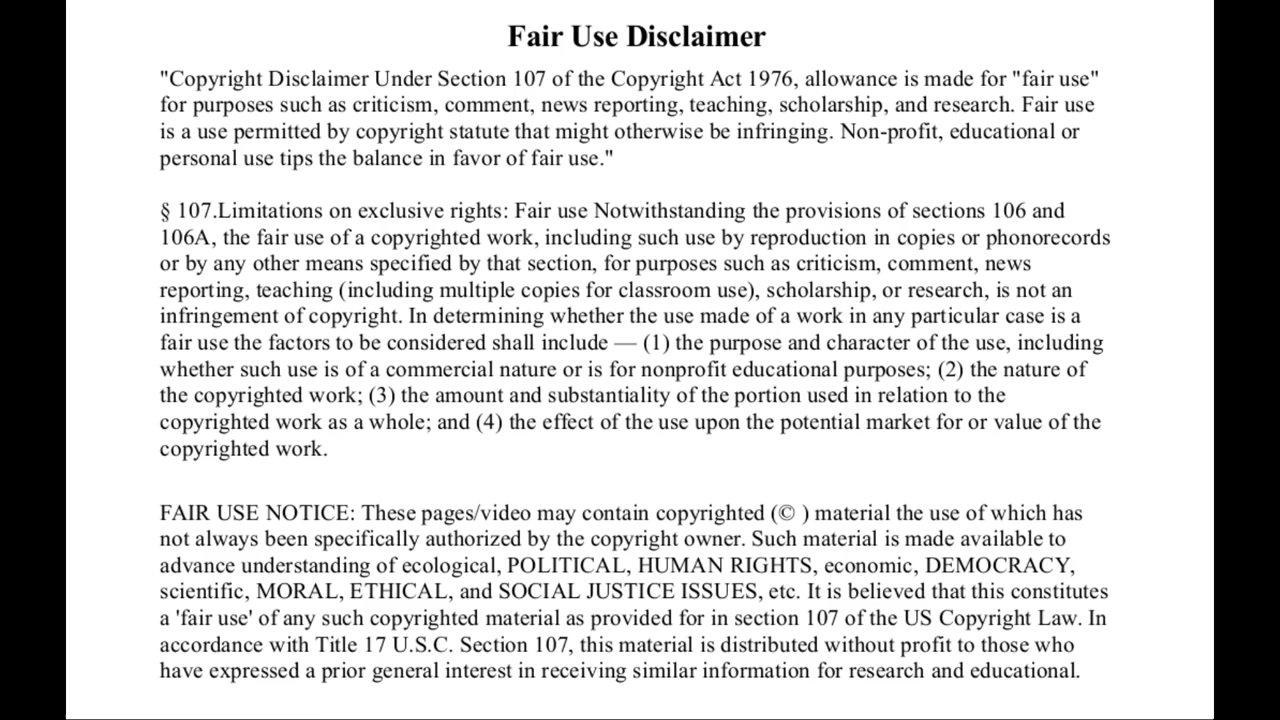 Fair Use Disclaimer
"Copyright Disclaimer Under Section 107 of the Copyright Act 1976, allowance is made for "fair use"
for purposes such as criticism, comment, news reporting, teaching, scholarship, and research. Fair use
is a use permitted by copyright statute that might otherwise be infringing. Non-profit, educational or
personal use tips the balance in favor of fair use."
§ 107.Limitations on exclusive rights: Fair use Notwithstanding the provisions of sections 106 and
106A, the fair use of a copyrighted work, including such use by reproduction in copies or phonorecords
or by any other means specified by that section, for purposes such as criticism, comment, news
reporting, teaching (including multiple copies for classroom use), scholarship, or research, is not an
infringement of copyright. In determining whether the use made of a work in any particular case is a
fair use the factors to be considered shall include — (1) the purpose and character of the use, including
whether such use is of a commercial nature or is for nonprofit educational purposes; (2) the nature of
the copyrighted work; (3) the amount and substantiality of the portion used in relation to the
copyrighted work as a whole; and (4) the effect of the use upon the potential market for or value of the
copyrighted work.
FAIR USE NOTICE: These pages/video may contain copyrighted (© ) material the use of which has
not always been specifically authorized by the copyright owner. Such material is made available to
advance understanding of ecological, POLITICAL, HUMAN RIGHTS, economic, DEMOCRACY,
scientific, MORAL, ETHICAL, and SOCIAL JUSTICE ISSUES, etc. It is believed that this constitutes
a 'fair use' of any such copyrighted material as provided for in section 107 of the US Copyright Law. In
accordance with Title 17 U.S.C. Section 107, this material is distributed without profit to those who
have expressed a prior general interest in receiving similar information for research and educational.